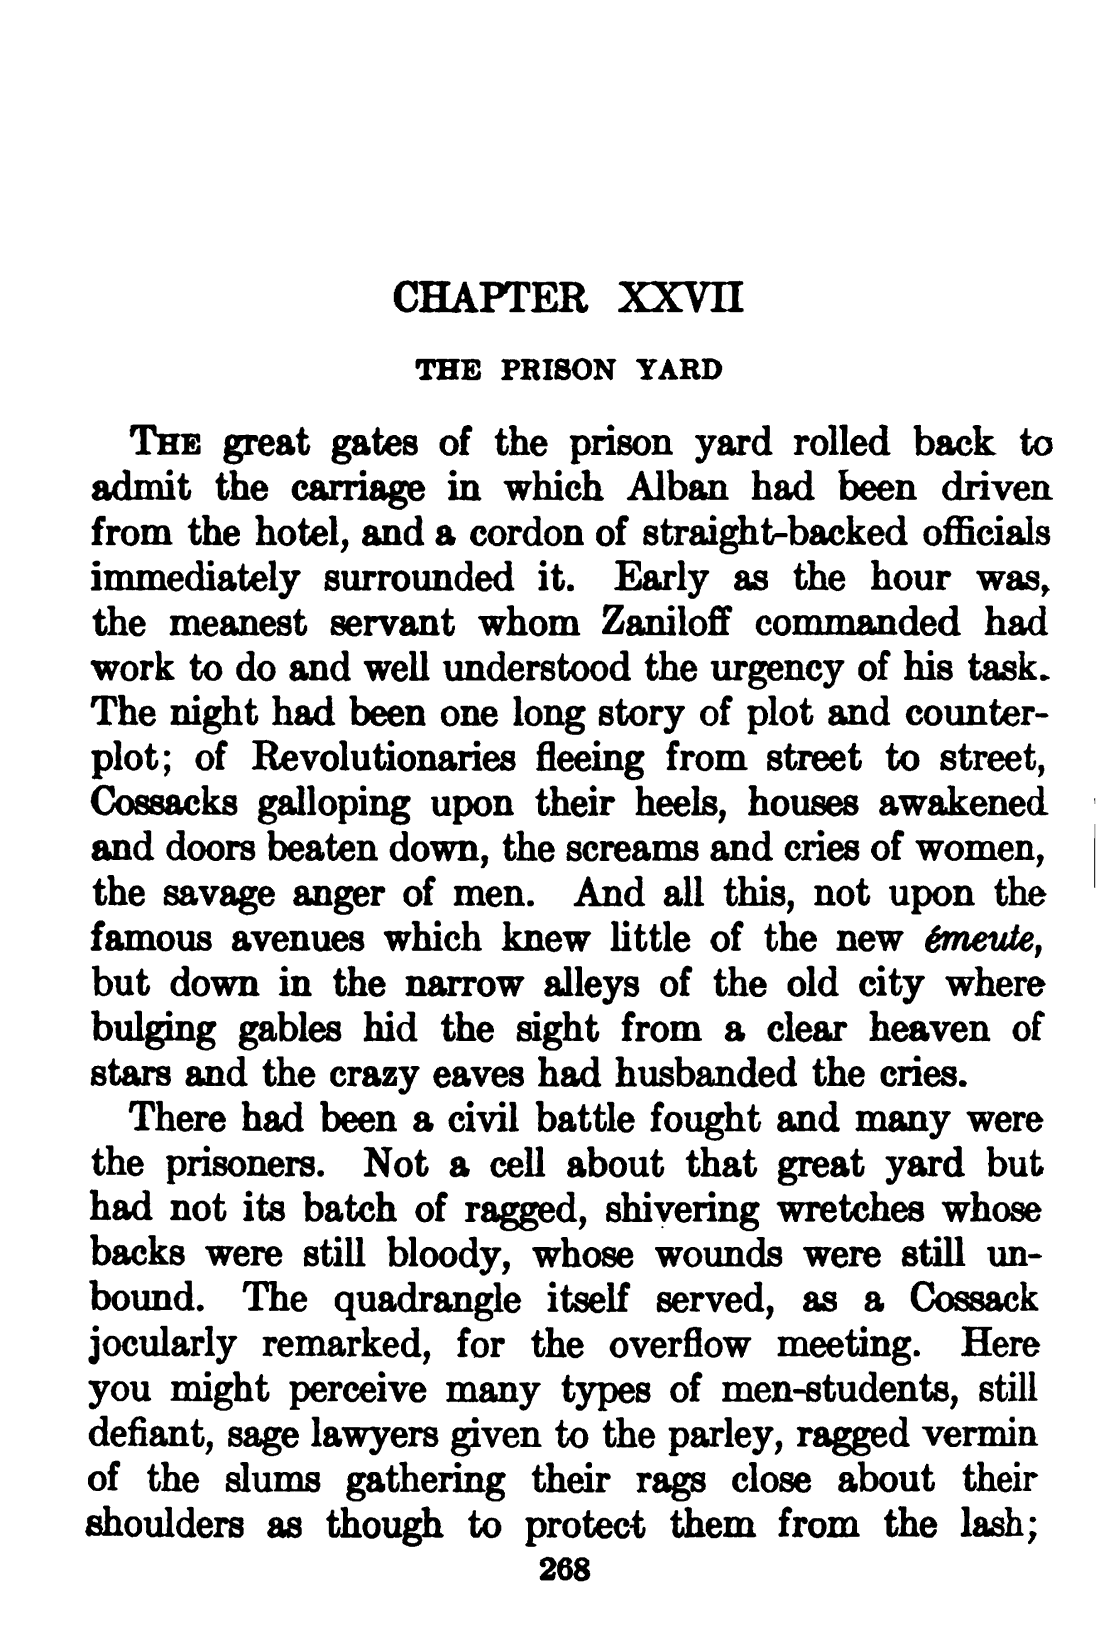 CHAPTER XXVII
THE PRISON YARD
THE great gates of the prison yard rolled back to
admit the carriage in which Alban had been driven
from the hotel, and a cordon of straight-backed officials
immediately surrounded it. Early as the hour was,
the meanest servant whom Zaniloff commanded had
work to do and well understood the urgency of his task.
The night had been one long story of plot and counter-
plot; of Revolutionaries fleeing from street to street,
Cossacks galloping upon their heels, houses awakened
and doors beaten down, the screams and cries of women,
the savage anger of men. And all this, not upon the
famous avenues which knew little of the new émeute,
but down in the narrow alleys of the old city where
bulging gables hid the sight from a clear heaven of
stars and the crazy eaves had husbanded the cries.
There had been a civil battle fought and many were
the prisoners. Not a cell about that great yard but
had not its batch of ragged, shivering wretches whose
backs were still bloody, whose wounds were still un-
bound. The quadrangle itself served, as a Cossack
jocularly remarked, for the overflow meeting. Here
you might perceive many types of men-students, still
defiant, sage lawyers given to the parley, ragged vermin
of the slums gathering their rags close about their
shoulders as though to protect them from the lash;
268